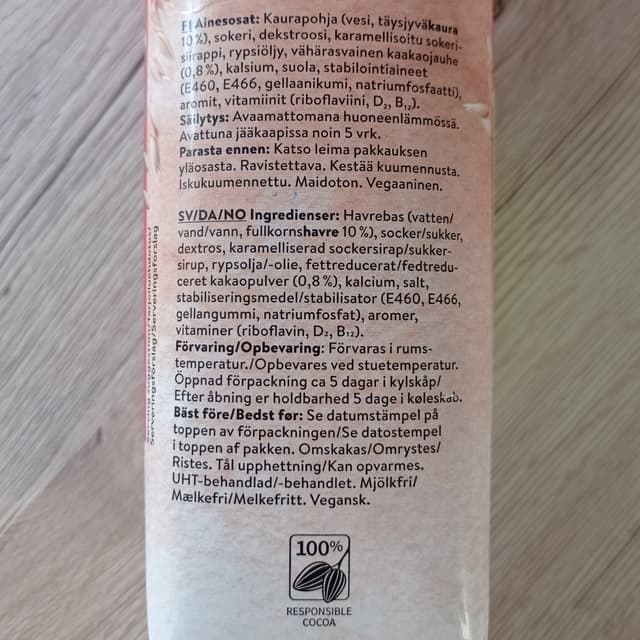 FI Ainesosat: Kaurapohja (vesi, täysjyväkaura
10 %), sokeri, dekstroosi, karamellisoitu sokeri-
siirappi, rypsiöljy, vähärasvainen kaakaojauhe
(0,8 %), kalsium, suola, stabilointiaineet
(E460, E466, gellaanikumi, natriumfosfaatti),
aromit, vitamiinit (riboflaviini, D₂, B₁₂).
Säilytys: Avaamattomana huoneenlämmössä.
Avattuna jääkaapissa noin 5 vrk.
Parasta ennen: Katso leima pakkauksen
yläosasta. Ravistettava. Kestää kuumennusta.
Iskukuumennettu. Maidoton. Vegaaninen.
SV/DA/NO Ingredienser: Havrebas (vatten/
vand/vann, fullkornshavre 10 %), socker/sukker,
dextros, karamelliserad sockersirap/sukker-
sirup, rypsolja/-olie, fettreducerat/fedtredu-
ceret kakaopulver (0,8 %), kalcium, salt,
stabiliseringsmedel/stabilisator (E460, E466,
gellangummi, natriumfosfat), aromer,
vitaminer (riboflavin, D₂, B₁₂).
Förvaring/Opbevaring: Förvaras i rums-
temperatur./Opbevares ved stuetemperatur.
Öppnad förpackning ca 5 dagar i kylskåp/
Efter åbning er holdbarhed 5 dage i køleskab.
Bäst före/Bedst før: Se datumstämpel på
toppen av förpackningen/Se datostempel
i toppen af pakken. Omskakas/Omrystes/
Ristes. Tål upphettning/Kan opvarmes.
UHT-behandlad/-behandlet. Mjölkfri/
Mælkefri/Melkefritt. Vegansk.
Serveringsförslag/Serveringsforslag
100%
RESPONSIBLE
COCOA